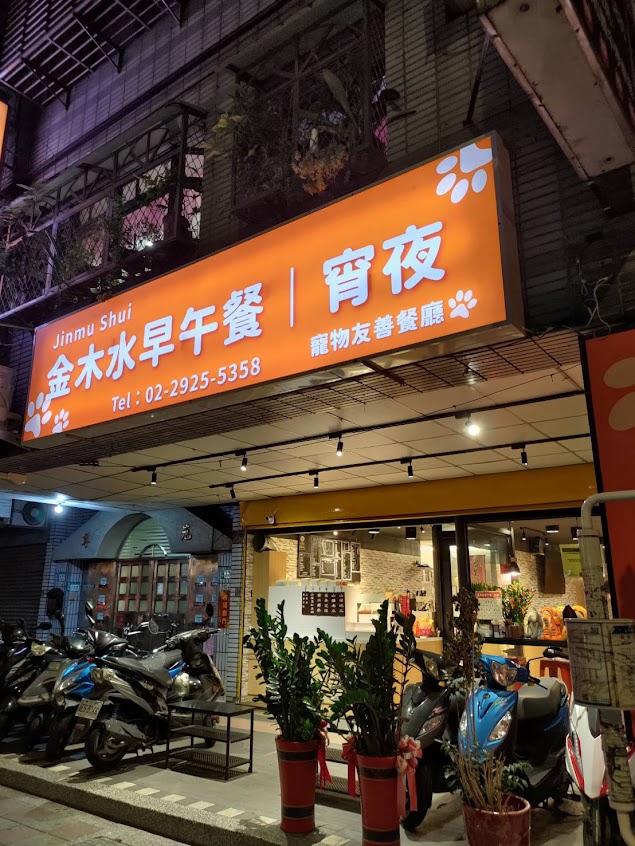 Jinmu Shui
金木水早午餐｜宵夜
Tel：02-2925-5358
寵物友善餐廳